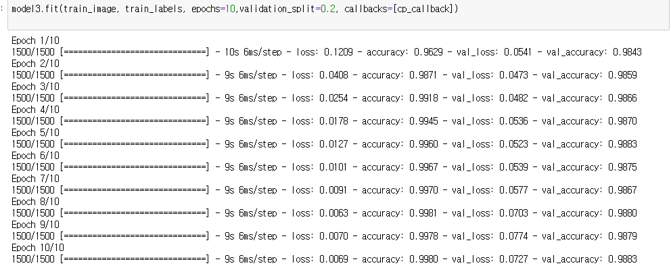 model3.fit(train_image, train_labels, epochs=10,validation_split=0.2, callbacks=[cp_callback])
Epoch 1/10
1500/1500 [==============================] - 10s 6ms/step - loss: 0.1209 - accuracy: 0.9629 - val_loss: 0.0541 - val_accuracy: 0.9843
Epoch 2/10
1500/1500 [==============================] - 9s 6ms/step - loss: 0.0408 - accuracy: 0.9871 - val_loss: 0.0473 - val_accuracy: 0.9859
Epoch 3/10
1500/1500 [==============================] - 9s 6ms/step - loss: 0.0254 - accuracy: 0.9918 - val_loss: 0.0482 - val_accuracy: 0.9866
Epoch 4/10
1500/1500 [==============================] - 9s 6ms/step - loss: 0.0178 - accuracy: 0.9945 - val_loss: 0.0536 - val_accuracy: 0.9870
Epoch 5/10
1500/1500 [==============================] - 9s 6ms/step - loss: 0.0127 - accuracy: 0.9960 - val_loss: 0.0523 - val_accuracy: 0.9883
Epoch 6/10
1500/1500 [==============================] - 9s 6ms/step - loss: 0.0101 - accuracy: 0.9967 - val_loss: 0.0539 - val_accuracy: 0.9875
Epoch 7/10
1500/1500 [==============================] - 9s 6ms/step - loss: 0.0091 - accuracy: 0.9970 - val_loss: 0.0577 - val_accuracy: 0.9867
Epoch 8/10
1500/1500 [==============================] - 9s 6ms/step - loss: 0.0063 - accuracy: 0.9981 - val_loss: 0.0703 - val_accuracy: 0.9880
Epoch 9/10
1500/1500 [==============================] - 9s 6ms/step - loss: 0.0070 - accuracy: 0.9978 - val_loss: 0.0774 - val_accuracy: 0.9879
Epoch 10/10
1500/1500 [==============================] - 9s 6ms/step - loss: 0.0069 - accuracy: 0.9980 - val_loss: 0.0727 - val_accuracy: 0.9883